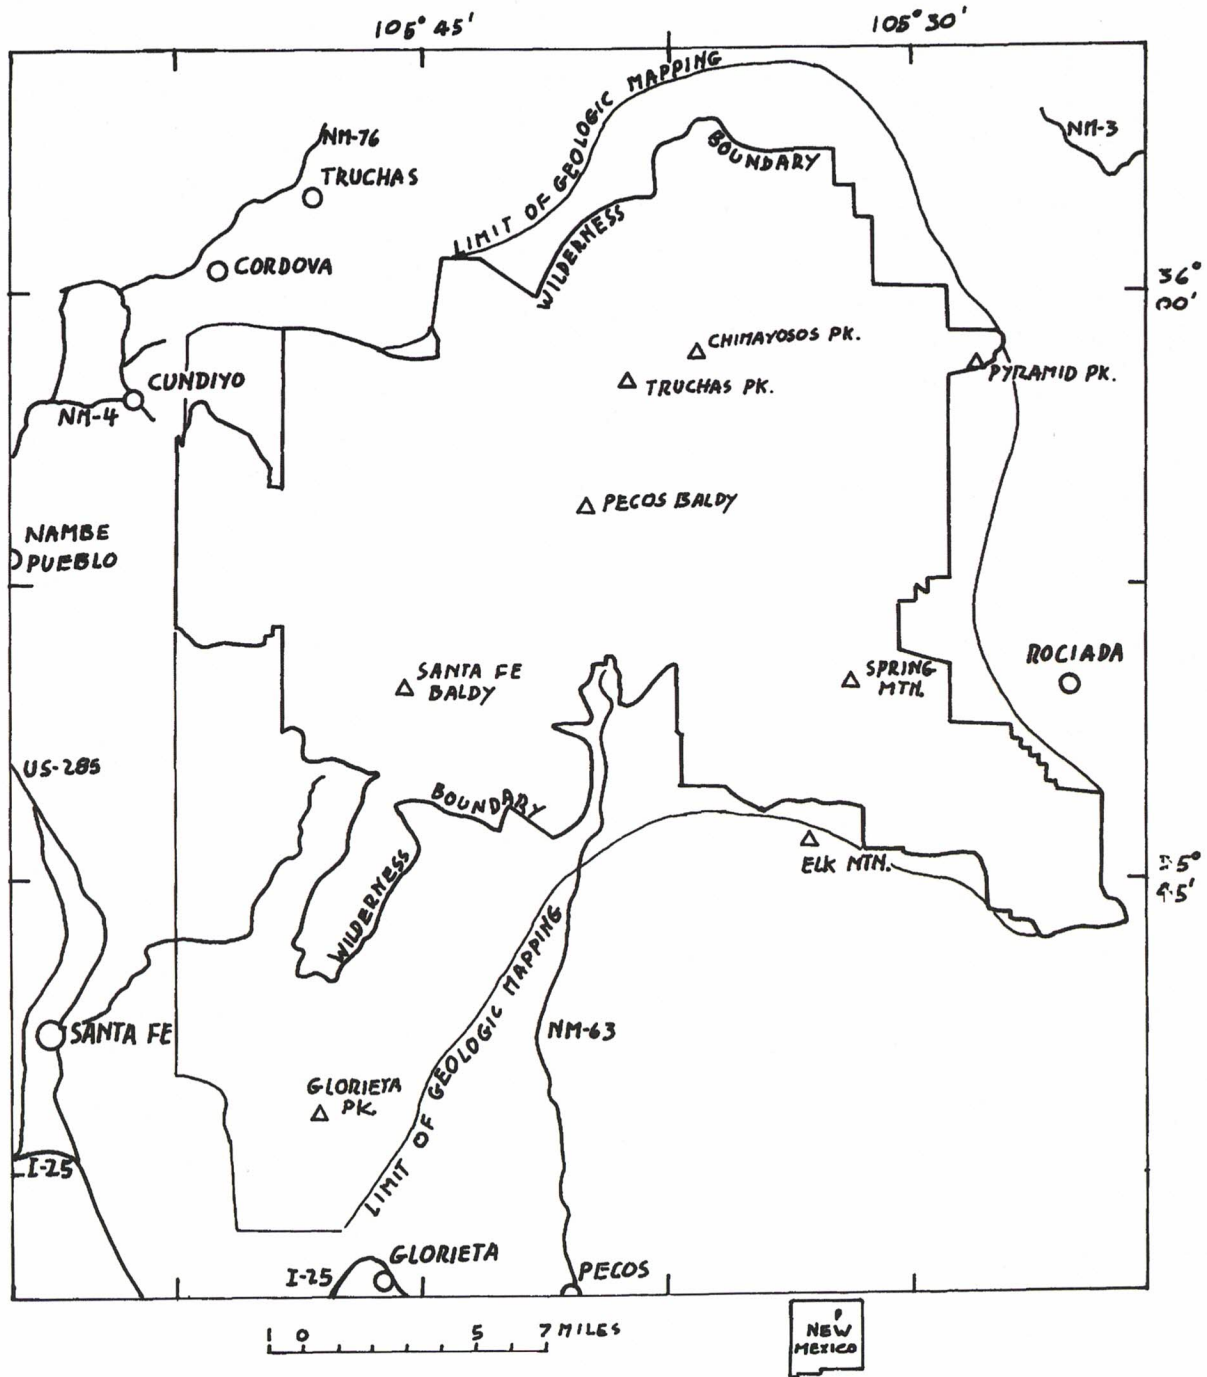 105° 45'
105° 30'
LIMIT OF GEOLOGIC MAPPING
NM-76
NM-3
BOUNDARY
TRUCHAS
WILDERNESS
CORDOVA
36°
00'
CHIMAYOSOS PK.
PYRAMID PK.
TRUCHAS PK.
CUNDIYO
NM-4
PECOS BALDY
NAMBE
PUEBLO
ROCIADA
SANTA FE
BALDY
SPRING
MTN.
US-285
BOUNDARY
WILDERNESS
ELK MTN.
35°
45'
LIMIT OF GEOLOGIC MAPPING
SANTA FE
NM-63
GLORIETA
PK.
I-25
GLORIETA
I-25
PECOS
1 0 5 7 MILES
NEW
MEXICO